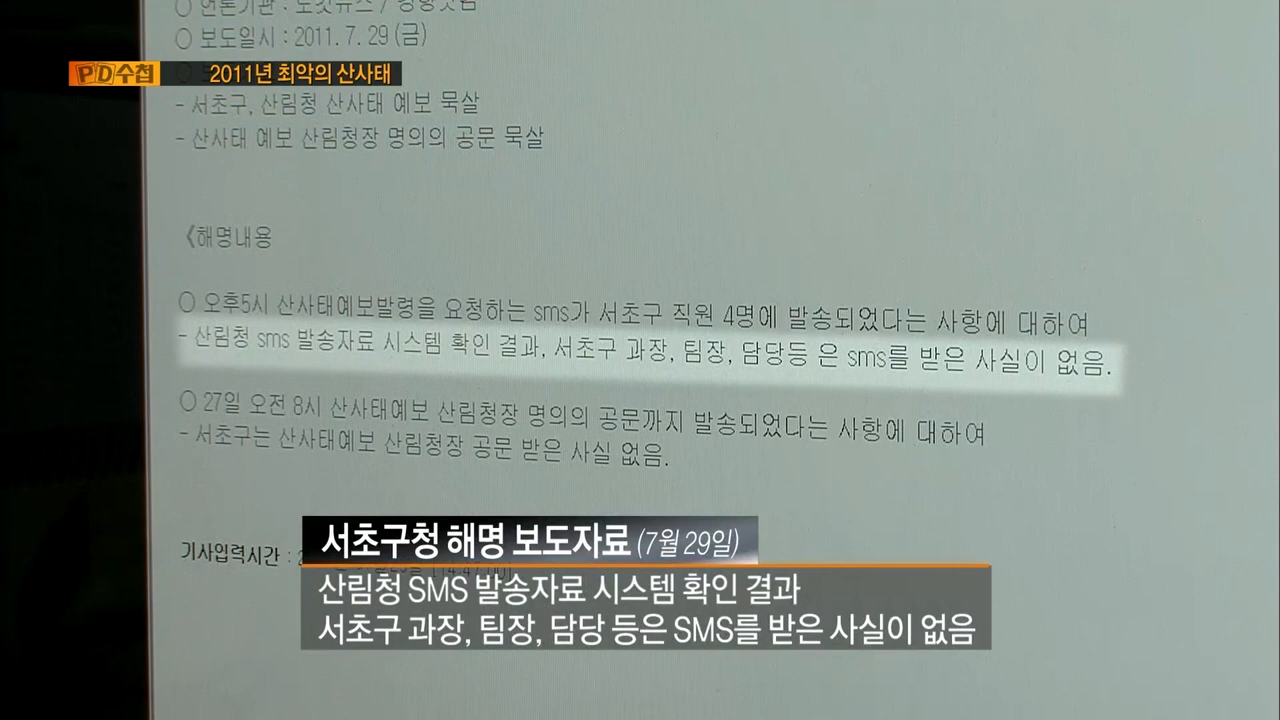 ○ 언론기관 :
○ 보도일시 : 2011. 7. 29 (금)
PD수첩 2011년 최악의 산사태
- 서초구, 산림청 산사태 예보 묵살
- 산사태 예보 산림청장 명의의 공문 묵살
《해명내용
○ 오후5시 산사태예보발령을 요청하는 sms가 서초구 직원 4명에 발송되었다는 사항에 대하여
- 산림청 sms 발송자료 시스템 확인 결과, 서초구 과장, 팀장, 담당등 은 sms를 받은 사실이 없음.
○ 27일 오전 8시 산사태예보 산림청장 명의의 공문까지 발송되었다는 사항에 대하여
- 서초구는 산사태예보 산림청장 공문 받은 사실 없음.
기사입력시간 :
서초구청 해명 보도자료 (7월 29일)
산림청 SMS 발송자료 시스템 확인 결과
서초구 과장, 팀장, 담당 등은 SMS를 받은 사실이 없음